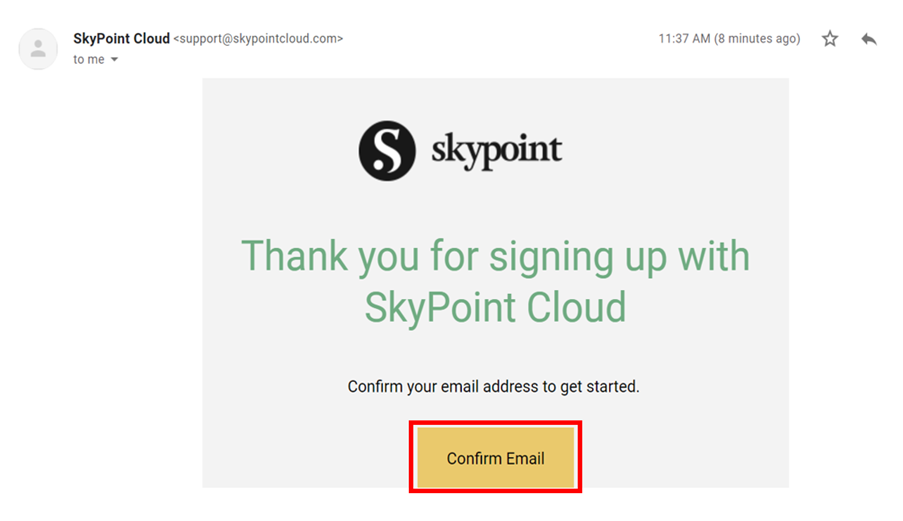 SkyPoint Cloud <support@skypointcloud.com>
11:37 AM (8 minutes ago)
to me
S skypoint
Thank you for signing up with
SkyPoint Cloud
Confirm your email address to get started.
Confirm Email